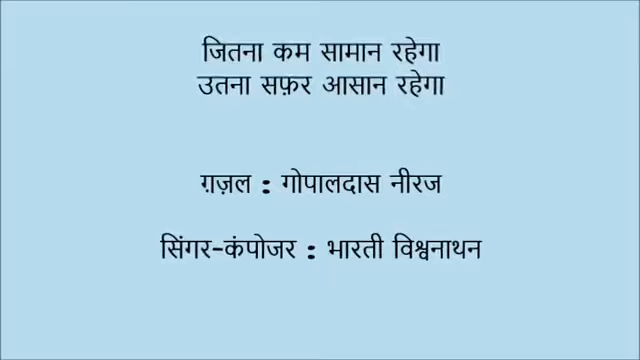 जितना कम सामान रहेगा
उतना सफ़र आसान रहेगा
ग़ज़ल : गोपालदास नीरज
सिंगर-कंपोजर : भारती विश्वनाथन